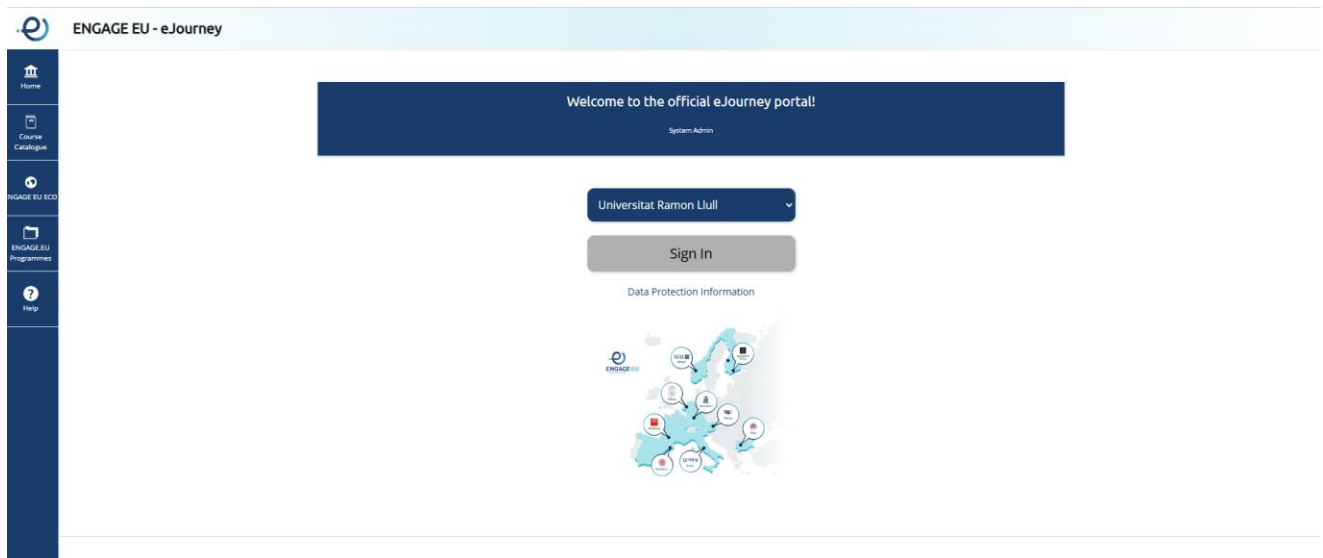 ENGAGE EU - eJourney
Home
Course
Catalogue
NGAGE EU ECO
ENGAGE.EU
Programmes
Help
Welcome to the official eJourney portal!
System Admin
Universitat Ramon Llull
Sign In
Data Protection Information
ENGAGE EU